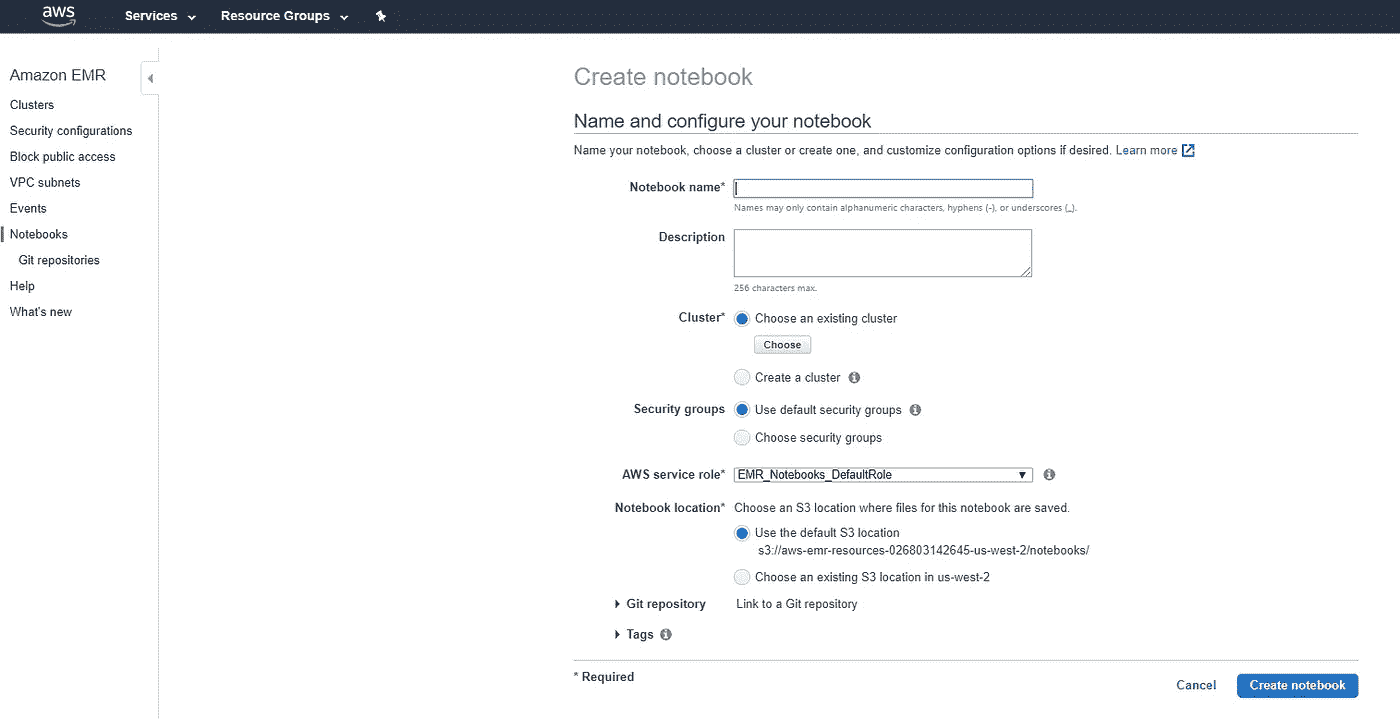 aws Services Resource Groups
Amazon EMR
Clusters
Security configurations
Block public access
VPC subnets
Events
Notebooks
Git repositories
Help
What's new
Create notebook
Name and configure your notebook
Name your notebook, choose a cluster or create one, and customize configuration options if desired. Learn more
Notebook name*
Names may only contain alphanumeric characters, hyphens (-), or underscores (_).
Description
256 characters max.
Cluster* Choose an existing cluster
Choose
Create a cluster
Security groups Use default security groups
Choose security groups
AWS service role* EMR_Notebooks_DefaultRole
Notebook location* Choose an S3 location where files for this notebook are saved.
Use the default S3 location
s3://aws-emr-resources-026803142645-us-west-2/notebooks/
Choose an existing S3 location in us-west-2
Git repository Link to a Git repository
Tags
* Required
Cancel Create notebook